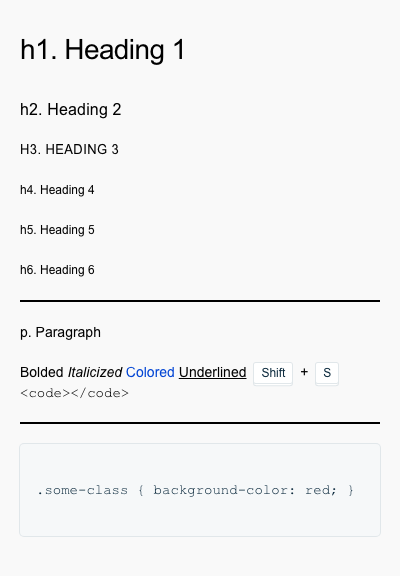 h1. Heading 1
h2. Heading 2
H3. HEADING 3
h4. Heading 4
h5. Heading 5
h6. Heading 6
p. Paragraph
Bolded Italicized Colored Underlined Shift + S
<code></code>
.some-class { background-color: red; }